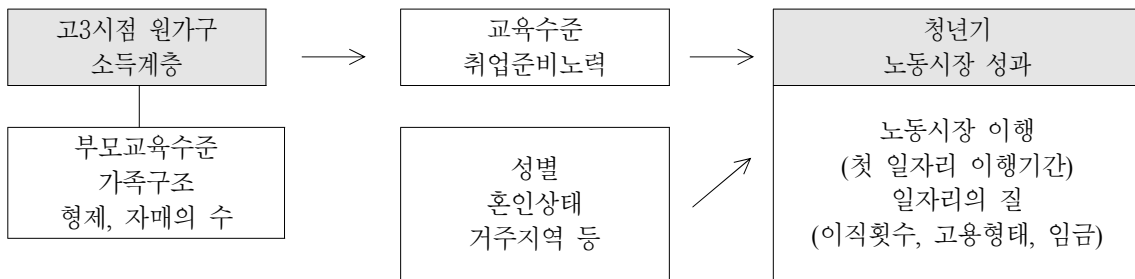 고3시점 원가구
소득계층
교육수준
취업준비노력
청년기
노동시장 성과
부모교육수준
가족구조
형제, 자매의 수
성별
혼인상태
거주지역 등
노동시장 이행
(첫 일자리 이행기간)
일자리의 질
(이직횟수, 고용형태, 임금)